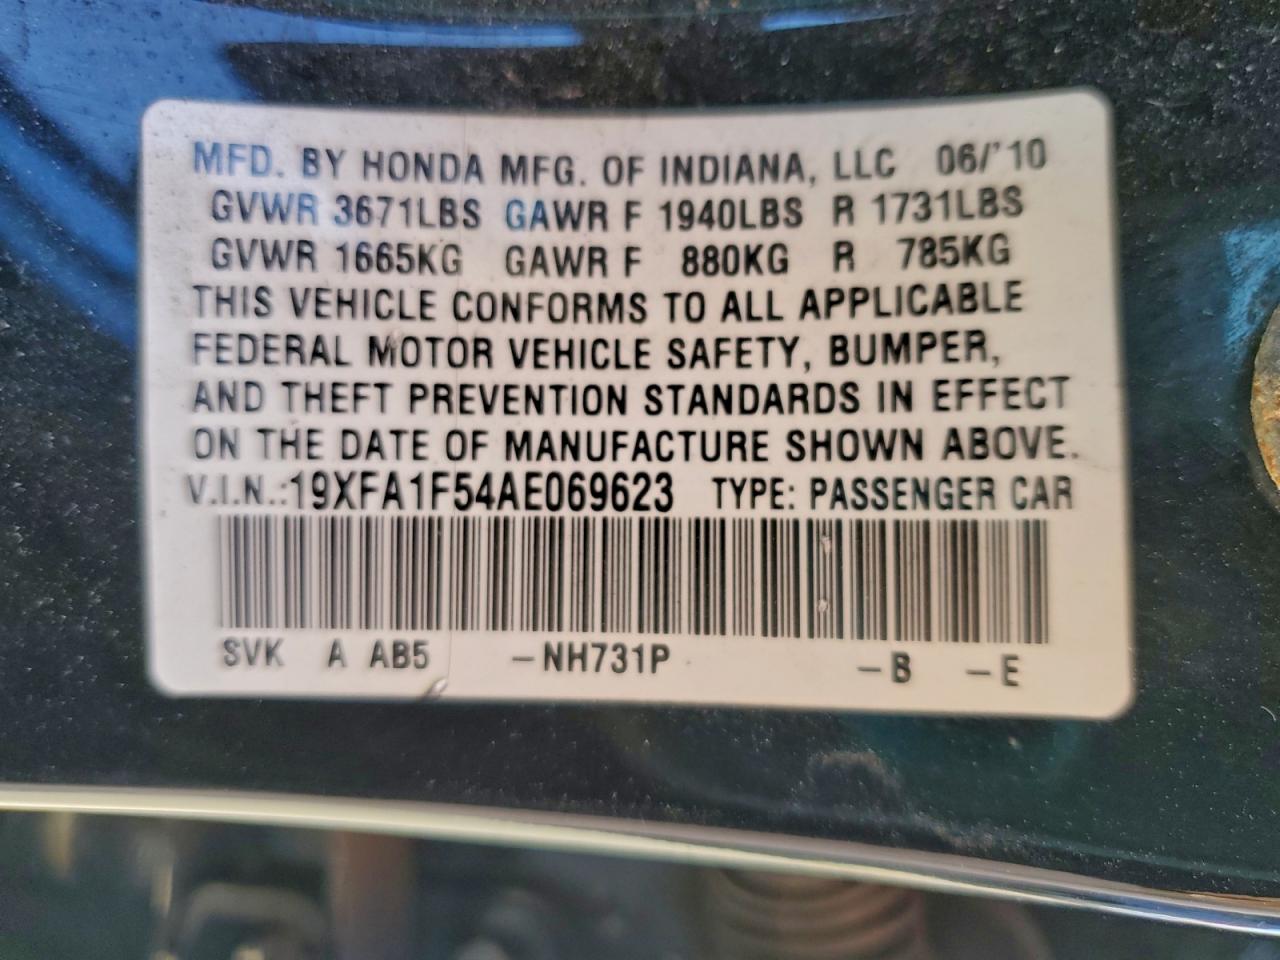 MFD. BY HONDA MFG. OF INDIANA, LLC 06/'10
GVWR 3671LBS GAWR F 1940LBS R 1731LBS
GVWR 1665KG GAWR F 880KG R 785KG
THIS VEHICLE CONFORMS TO ALL APPLICABLE
FEDERAL MOTOR VEHICLE SAFETY, BUMPER,
AND THEFT PREVENTION STANDARDS IN EFFECT
ON THE DATE OF MANUFACTURE SHOWN ABOVE.
V.I.N.:19XFA1F54AE069623 TYPE: PASSENGER CAR
SVK A AB5 -NH731P -B -E